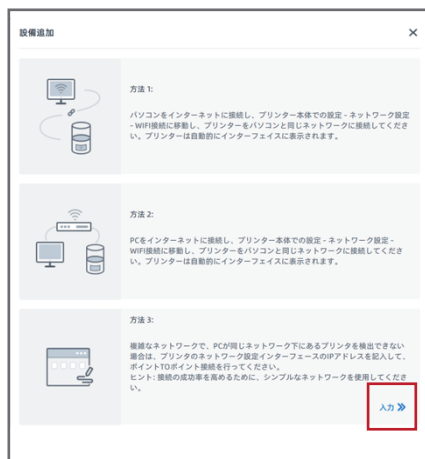 設備追加
方法 1:
パソコンをインターネットに接続し、プリンター本体での設定 - ネットワーク設定
- WIFI接続に移動し、プリンターをパソコンと同じネットワークに接続してくださ
い。プリンターは自動的にインターフェイスに表示されます。
方法 2:
PCをインターネットに接続し、プリンター本体での設定 - ネットワーク設定 -
WIFI接続に移動し、プリンターをパソコンと同じネットワークに接続してくださ
い。プリンターは自動的にインターフェイスに表示されます。
方法 3:
複雑なネットワークで、PCが同じネットワーク下にあるプリンタを検出できない
場合は、プリンタのネットワーク設定インターフェースのIPアドレスを記入して、
ポイントTOポイント接続を行ってください。
ヒント: 接続の成功率を高めるために、シンプルなネットワークを使用してくださ
い。
入力